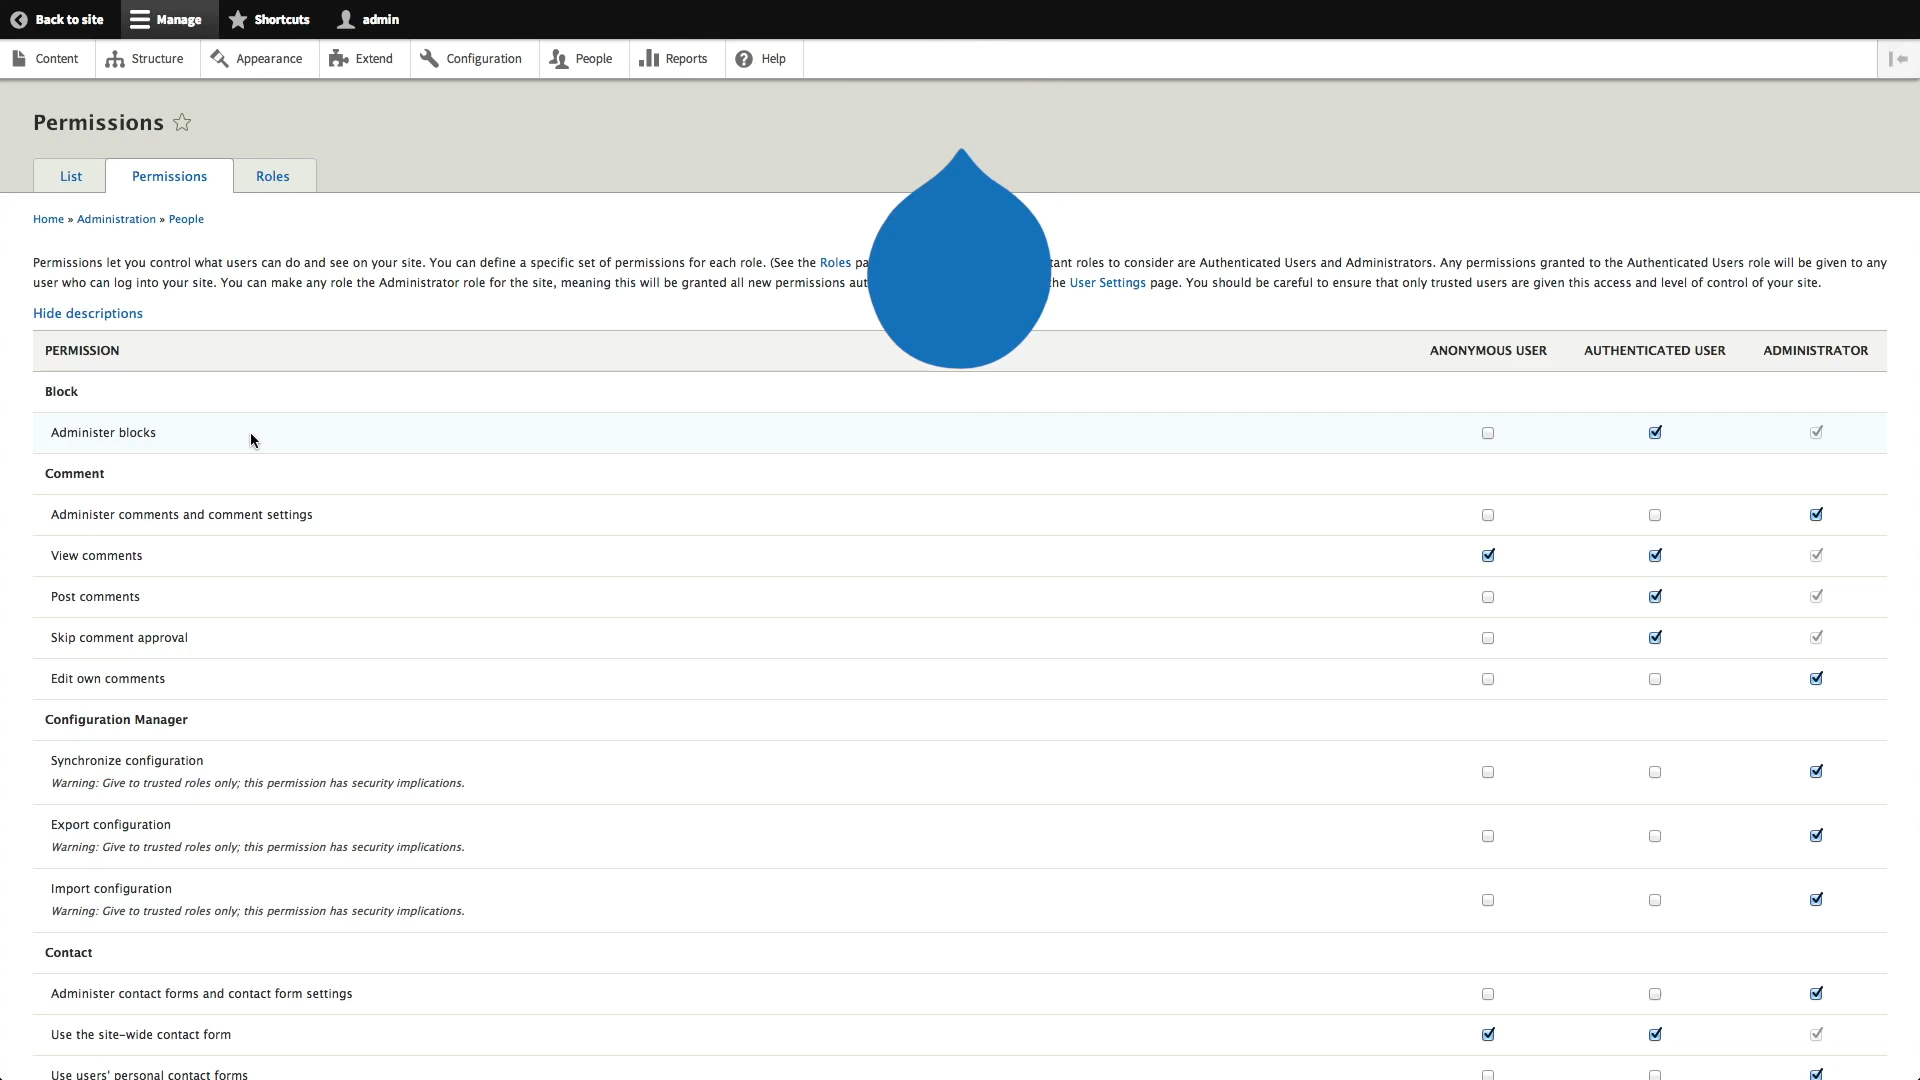 Back to site Manage Shortcuts admin
Content Structure Appearance Extend Configuration People Reports Help
Permissions
List Permissions Roles
Home » Administration » People
Permissions let you control what users can do and see on your site. You can define a specific set of permissions for each role. (See the Roles tant roles to consider are Authenticated Users and Administrators. Any permissions granted to the Authenticated Users role will be given to any
user who can log into your site. You can make any role the Administrator role for the site, meaning this will be granted all new permissions User Settings page. You should be careful to ensure that only trusted users are given this access and level of control of your site.
Hide descriptions
PERMISSION ANONYMOUS USER AUTHENTICATED USER ADMINISTRATOR
Block
Administer blocks
Comment
Administer comments and comment settings
View comments
Post comments
Skip comment approval
Edit own comments
Configuration Manager
Synchronize configuration
Warning: Give to trusted roles only; this permission has security implications.
Export configuration
Warning: Give to trusted roles only; this permission has security implications.
Import configuration
Warning: Give to trusted roles only; this permission has security implications.
Contact
Administer contact forms and contact form settings
Use the site-wide contact form
Use users' personal contact forms